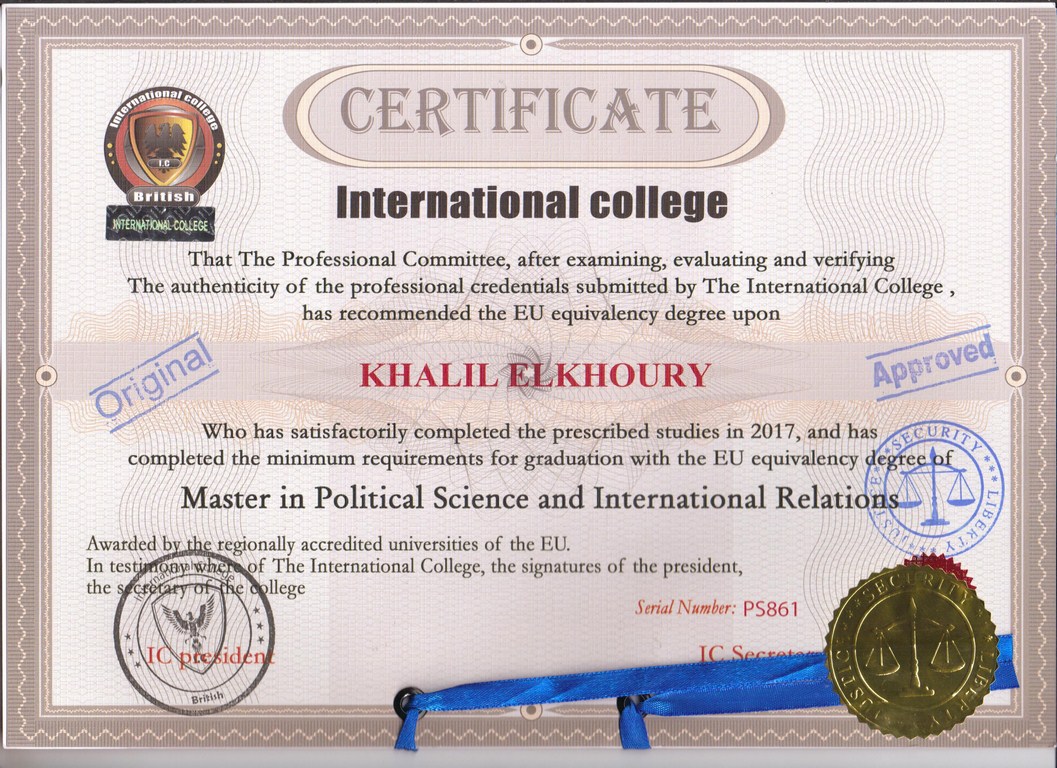 CERTIFICATE
International college
British
I.C
INTERNATIONAL COLLEGE
International college
That The Professional Committee, after examining, evaluating and verifying
The authenticity of the professional credentials submitted by The International College ,
has recommended the EU equivalency degree upon
Original
KHALIL ELKHOURY
Approved
Who has satisfactorily completed the prescribed studies in 2017, and has
completed the minimum requirements for graduation with the EU equivalency degree of
Master in Political Science and International Relations
SECURITY
LIBERTY
JUSTICE
Awarded by the regionally accredited universities of the EU.
In testimony where of The International College, the signatures of the president,
the secretary of the college
International college
British
Serial Number: PS861
IC president
IC
SECURITY
LIBERTY
JUSTICE